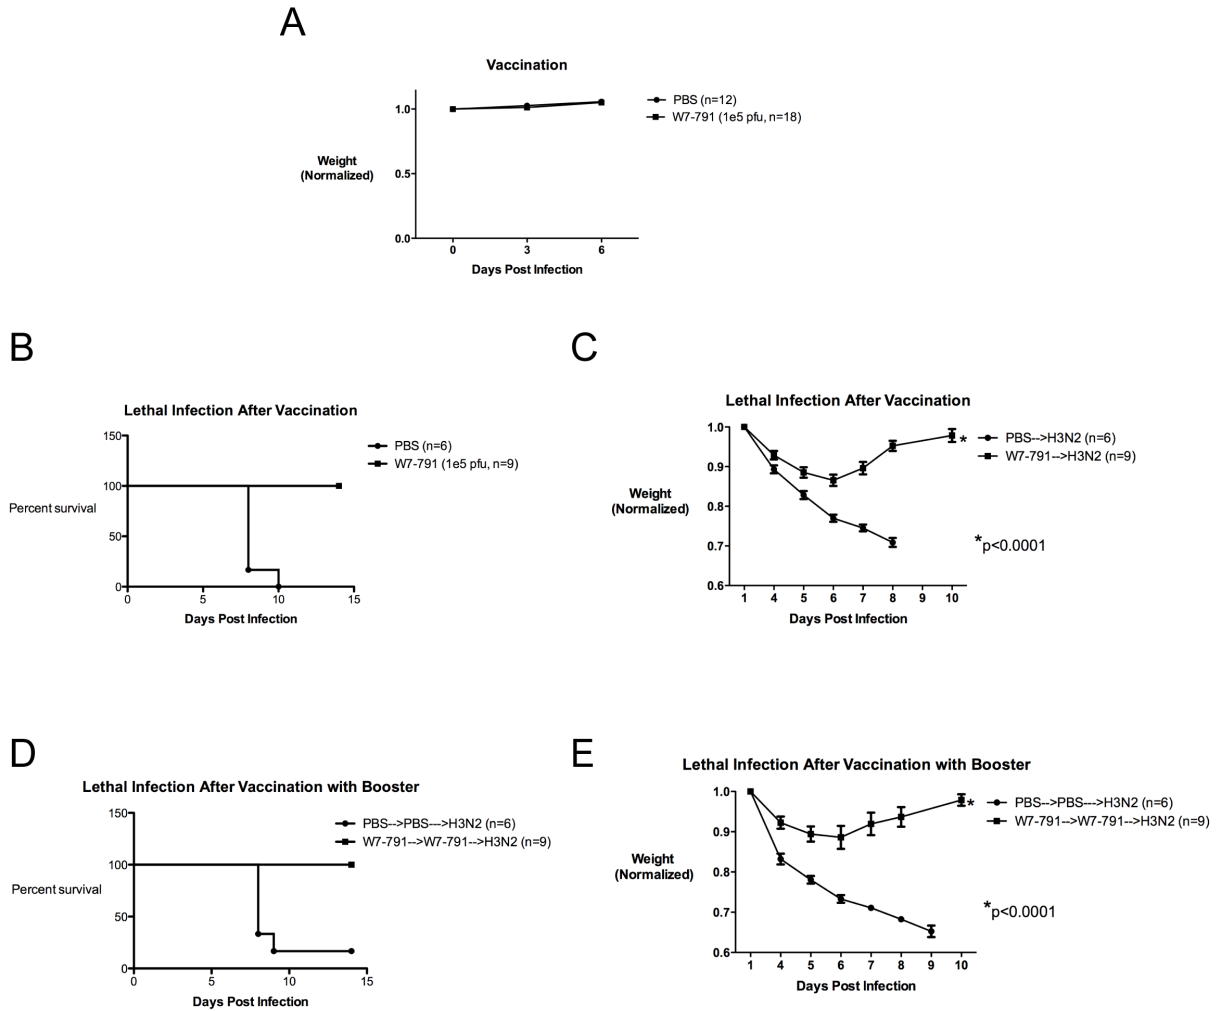 A
Vaccination
PBS (n=12)
W7-791 (1e5 pfu, n=18)
Weight
(Normalized)
1.0
0.5
0.0
0 3 6
Days Post Infection
B
Lethal Infection After Vaccination
PBS (n=6)
W7-791 (1e5 pfu, n=9)
Percent survival
150
100
50
0
0 5 10 15
Days Post Infection
C
Lethal Infection After Vaccination
PBS-->H3N2 (n=6)
W7-791-->H3N2 (n=9)
Weight
(Normalized)
1.0
0.9
0.8
0.7
0.6
*
*p<0.0001
1 4 5 6 7 8 9 10
Days Post Infection
D
Lethal Infection After Vaccination with Booster
PBS-->PBS--->H3N2 (n=6)
W7-791-->W7-791-->H3N2 (n=9)
Percent survival
150
100
50
0
0 5 10 15
Days Post Infection
E
Lethal Infection After Vaccination with Booster
PBS-->PBS--->H3N2 (n=6)
W7-791-->W7-791-->H3N2 (n=9)
Weight
(Normalized)
1.0
0.9
0.8
0.7
0.6
*
*p<0.0001
1 4 5 6 7 8 9 10
Days Post Infection